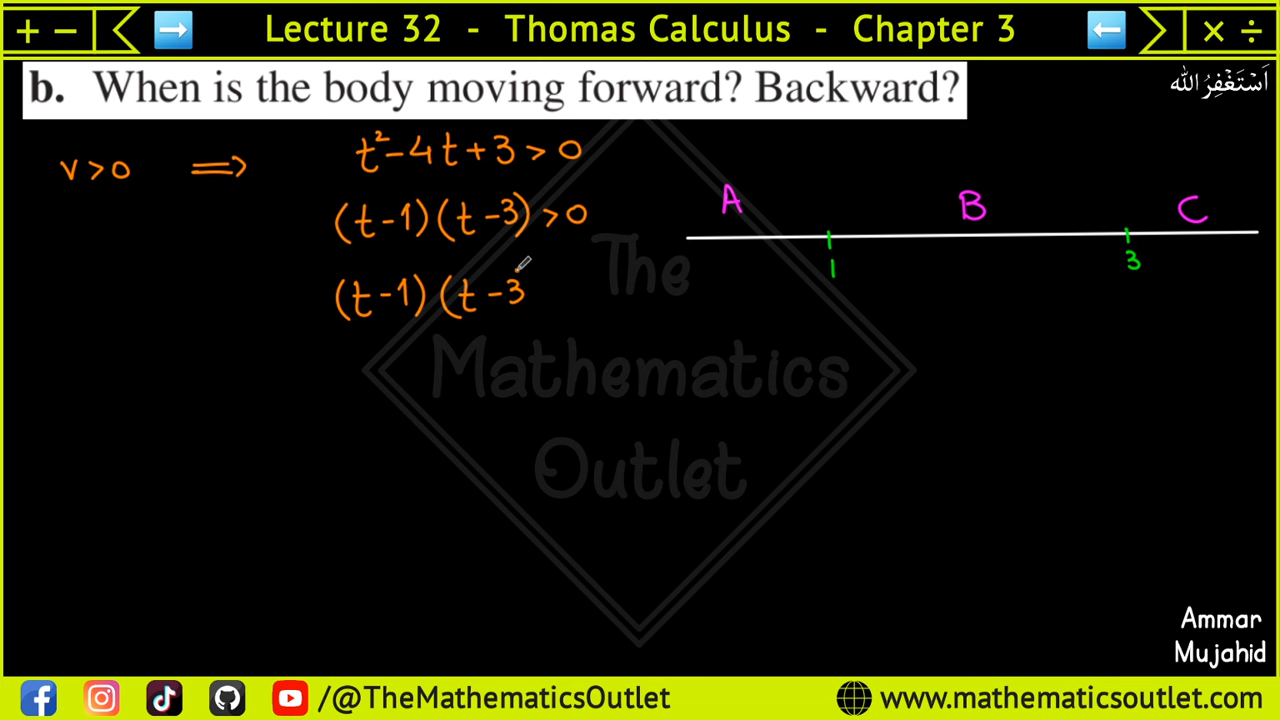 + − ➡ Lecture 32 - Thomas Calculus - Chapter 3 ⬅ × ÷
b. When is the body moving forward? Backward?
اَسْتَغْفِرُ اللّٰه
v > 0 ⟹ t² - 4t + 3 > 0
(t - 1) (t - 3) > 0
(t - 1) (t - 3
A B C
1 3
The
Mathematics
Outlet
Ammar
Mujahid
/@TheMathematicsOutlet www.mathematicsoutlet.com